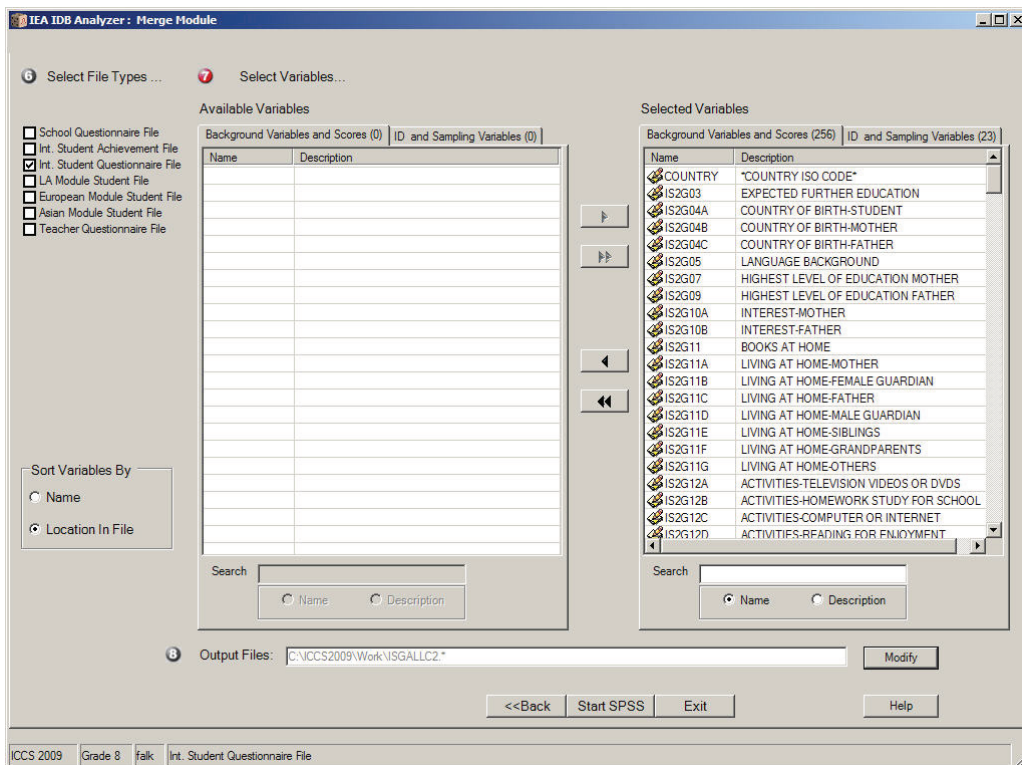 IEA IDB Analyzer : Merge Module
6 Select File Types ...
7 Select Variables...
School Questionnaire File
Int. Student Achievement File
Int. Student Questionnaire File
LA Module Student File
European Module Student File
Asian Module Student File
Teacher Questionnaire File
Sort Variables By
Name
Location In File
Available Variables
Background Variables and Scores (0) ID and Sampling Variables (0)
Name Description
Search
Name Description
Selected Variables
Background Variables and Scores (256) ID and Sampling Variables (23)
Name Description
COUNTRY *COUNTRY ISO CODE*
IS2G03 EXPECTED FURTHER EDUCATION
IS2G04A COUNTRY OF BIRTH-STUDENT
IS2G04B COUNTRY OF BIRTH-MOTHER
IS2G04C COUNTRY OF BIRTH-FATHER
IS2G05 LANGUAGE BACKGROUND
IS2G07 HIGHEST LEVEL OF EDUCATION MOTHER
IS2G09 HIGHEST LEVEL OF EDUCATION FATHER
IS2G10A INTEREST-MOTHER
IS2G10B INTEREST-FATHER
IS2G11 BOOKS AT HOME
IS2G11A LIVING AT HOME-MOTHER
IS2G11B LIVING AT HOME-FEMALE GUARDIAN
IS2G11C LIVING AT HOME-FATHER
IS2G11D LIVING AT HOME-MALE GUARDIAN
IS2G11E LIVING AT HOME-SIBLINGS
IS2G11F LIVING AT HOME-GRANDPARENTS
IS2G11G LIVING AT HOME-OTHERS
IS2G12A ACTIVITIES-TELEVISION VIDEOS OR DVDS
IS2G12B ACTIVITIES-HOMEWORK STUDY FOR SCHOOL
IS2G12C ACTIVITIES-COMPUTER OR INTERNET
IS2G12D ACTIVITIES-READING FOR ENJOYMENT
Search
Name Description
8 Output Files: C:\ICCS2009\Work\ISGALLC2.* Modify
<<Back Start SPSS Exit Help
ICCS 2009 Grade 8 falk Int. Student Questionnaire File